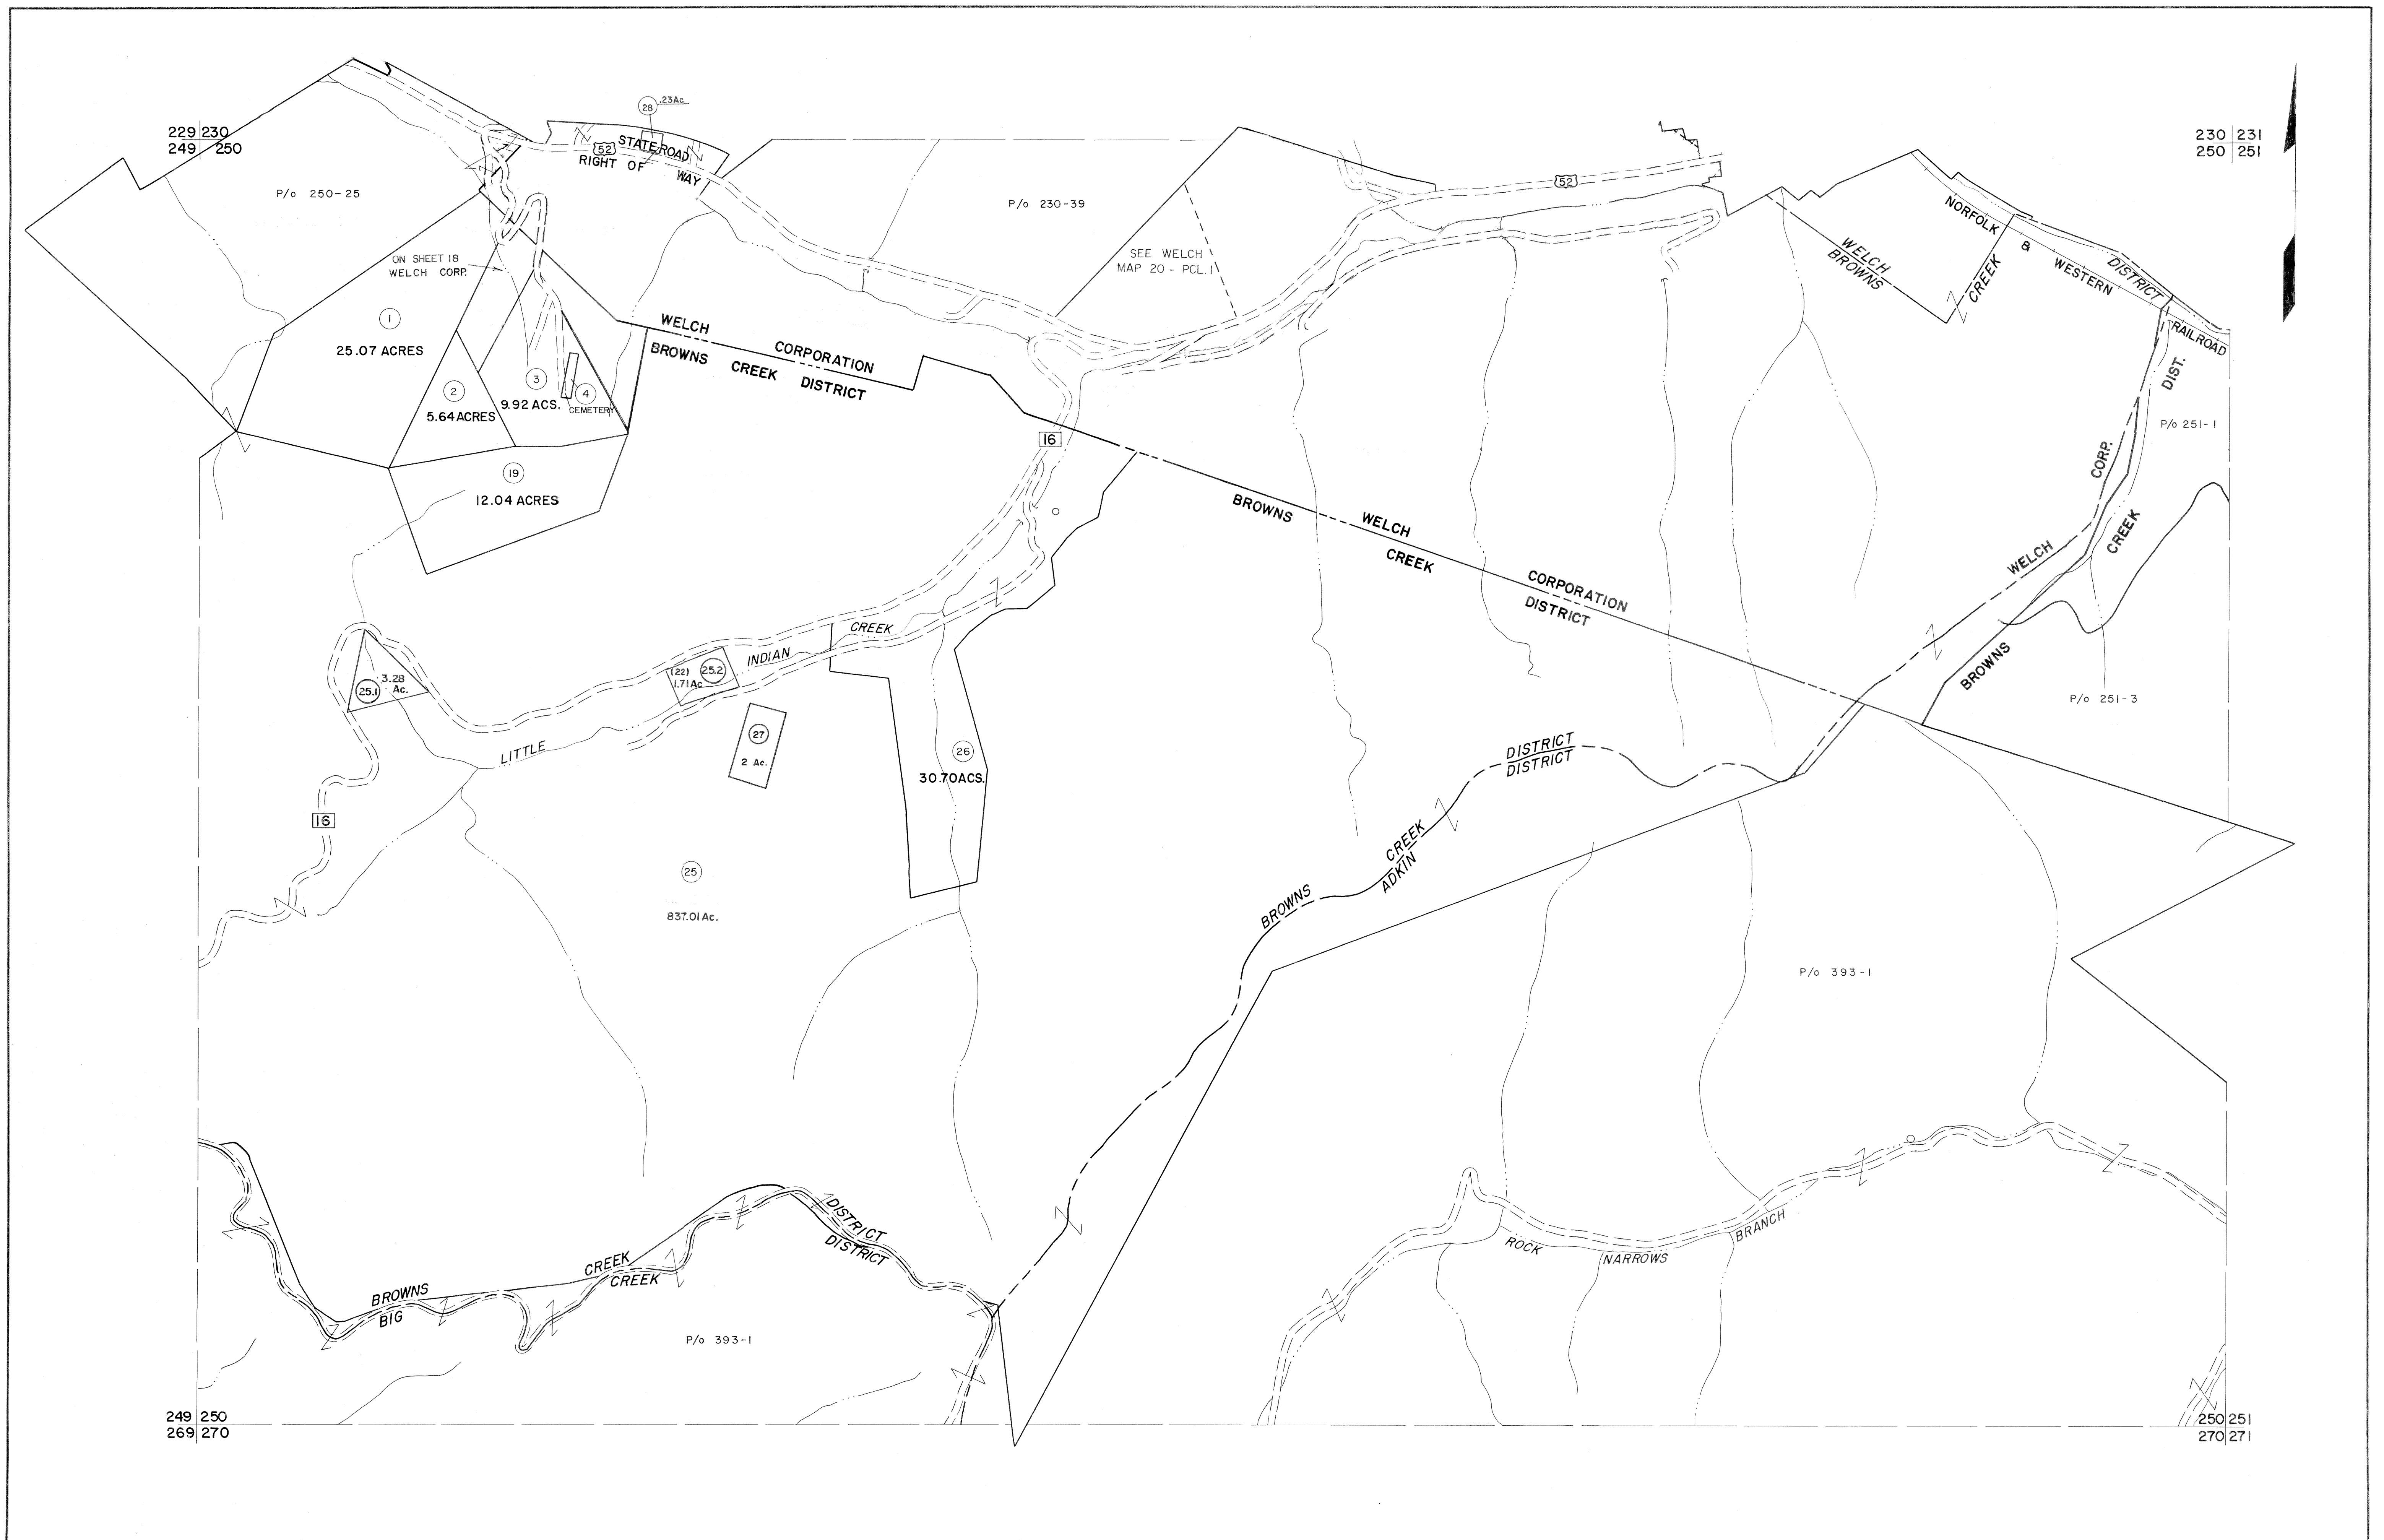 229 230
249 250
28
.23Ac
STATE ROAD
52
RIGHT OF WAY
230 231
250 251
P/o 250-25
P/o 230-39
52
NORFOLK & WESTERN RAILROAD
SEE WELCH
MAP 20 - PCL. 1
WELCH
BROWNS CREEK
DISTRICT
DIST.
ON SHEET 18
WELCH CORP.
1
25.07 ACRES
2
5.64 ACRES
3
9.92 ACS.
4
CEMETERY
WELCH CORPORATION
BROWNS CREEK DISTRICT
16
P/o 251-1
19
12.04 ACRES
WELCH CORPORATION
BROWNS CREEK DISTRICT
WELCH CORP.
BROWNS CREEK
P/o 251-3
25.1
3.28
Ac.
(22)
25.2
1.71 Ac
LITTLE INDIAN CREEK
27
2 Ac.
26
30.70 ACS.
16
25
837.01 Ac.
BROWNS CREEK DISTRICT
ADKIN DISTRICT
P/o 393-1
BROWNS CREEK DISTRICT
BIG CREEK DISTRICT
P/o 393-1
ROCK NARROWS BRANCH
249 250
269 270
250 251
270 271